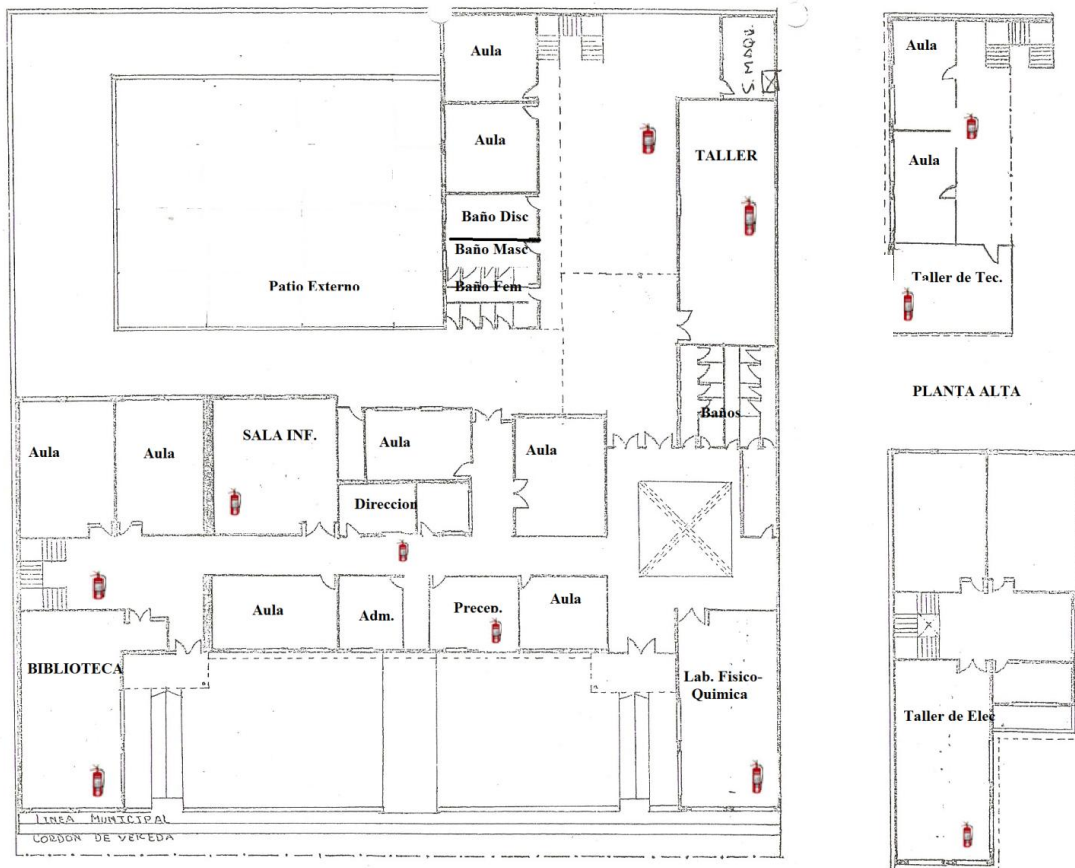 Aula
Aula
TALLER
Baño Disc
Baño Masc
Baño Fem
Patio Externo
Aula
Aula
Taller de Tec.
PLANTA ALTA
Baños
SALA INF.
Aula
Aula
Aula
Aula
Direccion
Aula
Adm.
Precep.
Aula
BIBLIOTECA
Lab. Fisico-
Quimica
Taller de Elec
LINEA MUNICIPAL
CORDON DE VEREDA